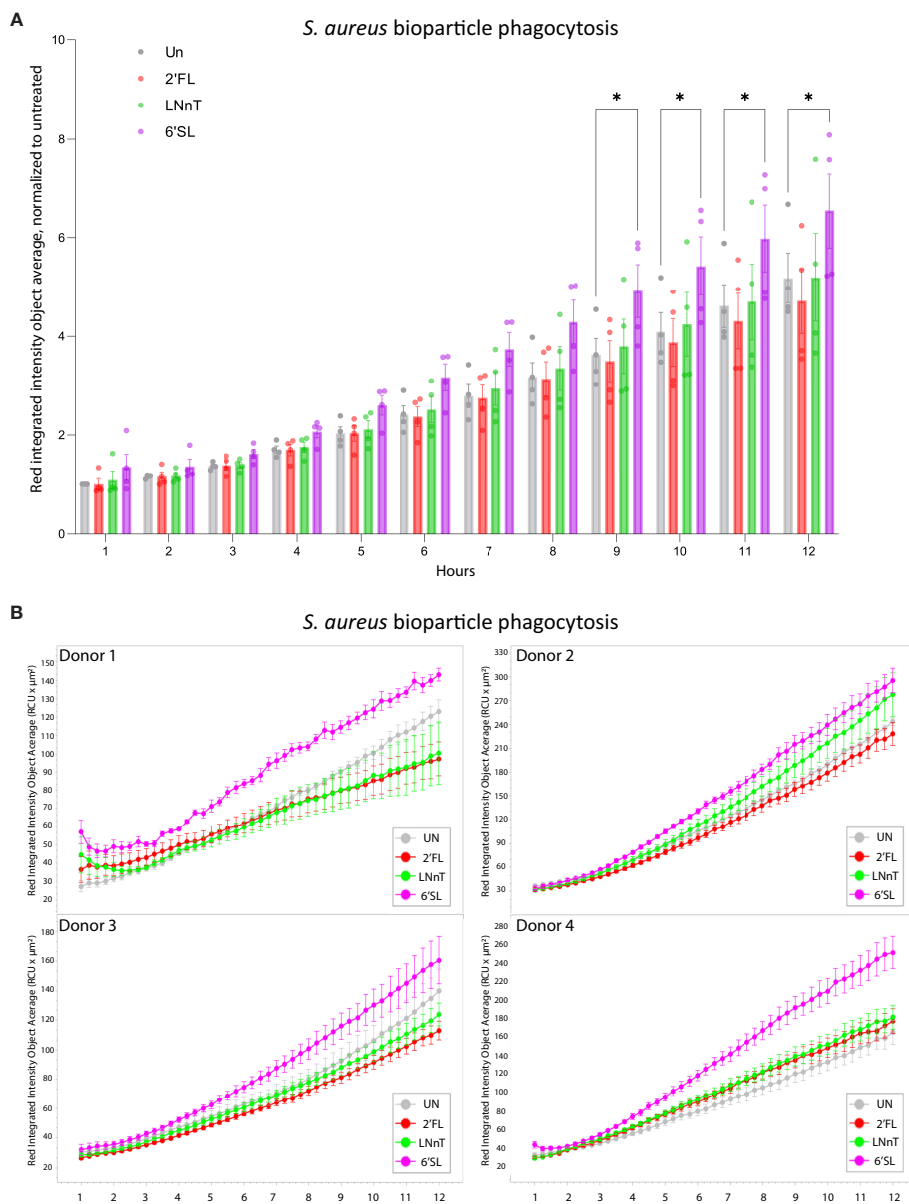 A
S. aureus bioparticle phagocytosis
Red integrated intensity object average, normalized to untreated
10
8
6
4
2
0
Un
2'FL
LNnT
6'SL
* * * *
1 2 3 4 5 6 7 8 9 10 11 12
Hours
B
S. aureus bioparticle phagocytosis
Donor 1
Red Integrated Intensity Object Acerage (RCU x µm²)
150
140
120
100
90
80
70
60
50
40
30
20
UN
2'FL
LNnT
6'SL
Donor 2
Red Integrated Intensity Object Acerage (RCU x µm²)
330
300
270
240
210
180
150
120
90
60
30
UN
2'FL
LNnT
6'SL
Donor 3
Red Integrated Intensity Object Acerage (RCU x µm²)
180
160
140
120
100
80
60
40
20
UN
2'FL
LNnT
6'SL
1 2 3 4 5 6 7 8 9 10 11 12
Donor 4
Red Integrated Intensity Object Acerage (RCU x µm²)
280
260
240
220
200
180
160
140
120
100
80
60
40
20
UN
2'FL
LNnT
6'SL
1 2 3 4 5 6 7 8 9 10 11 12